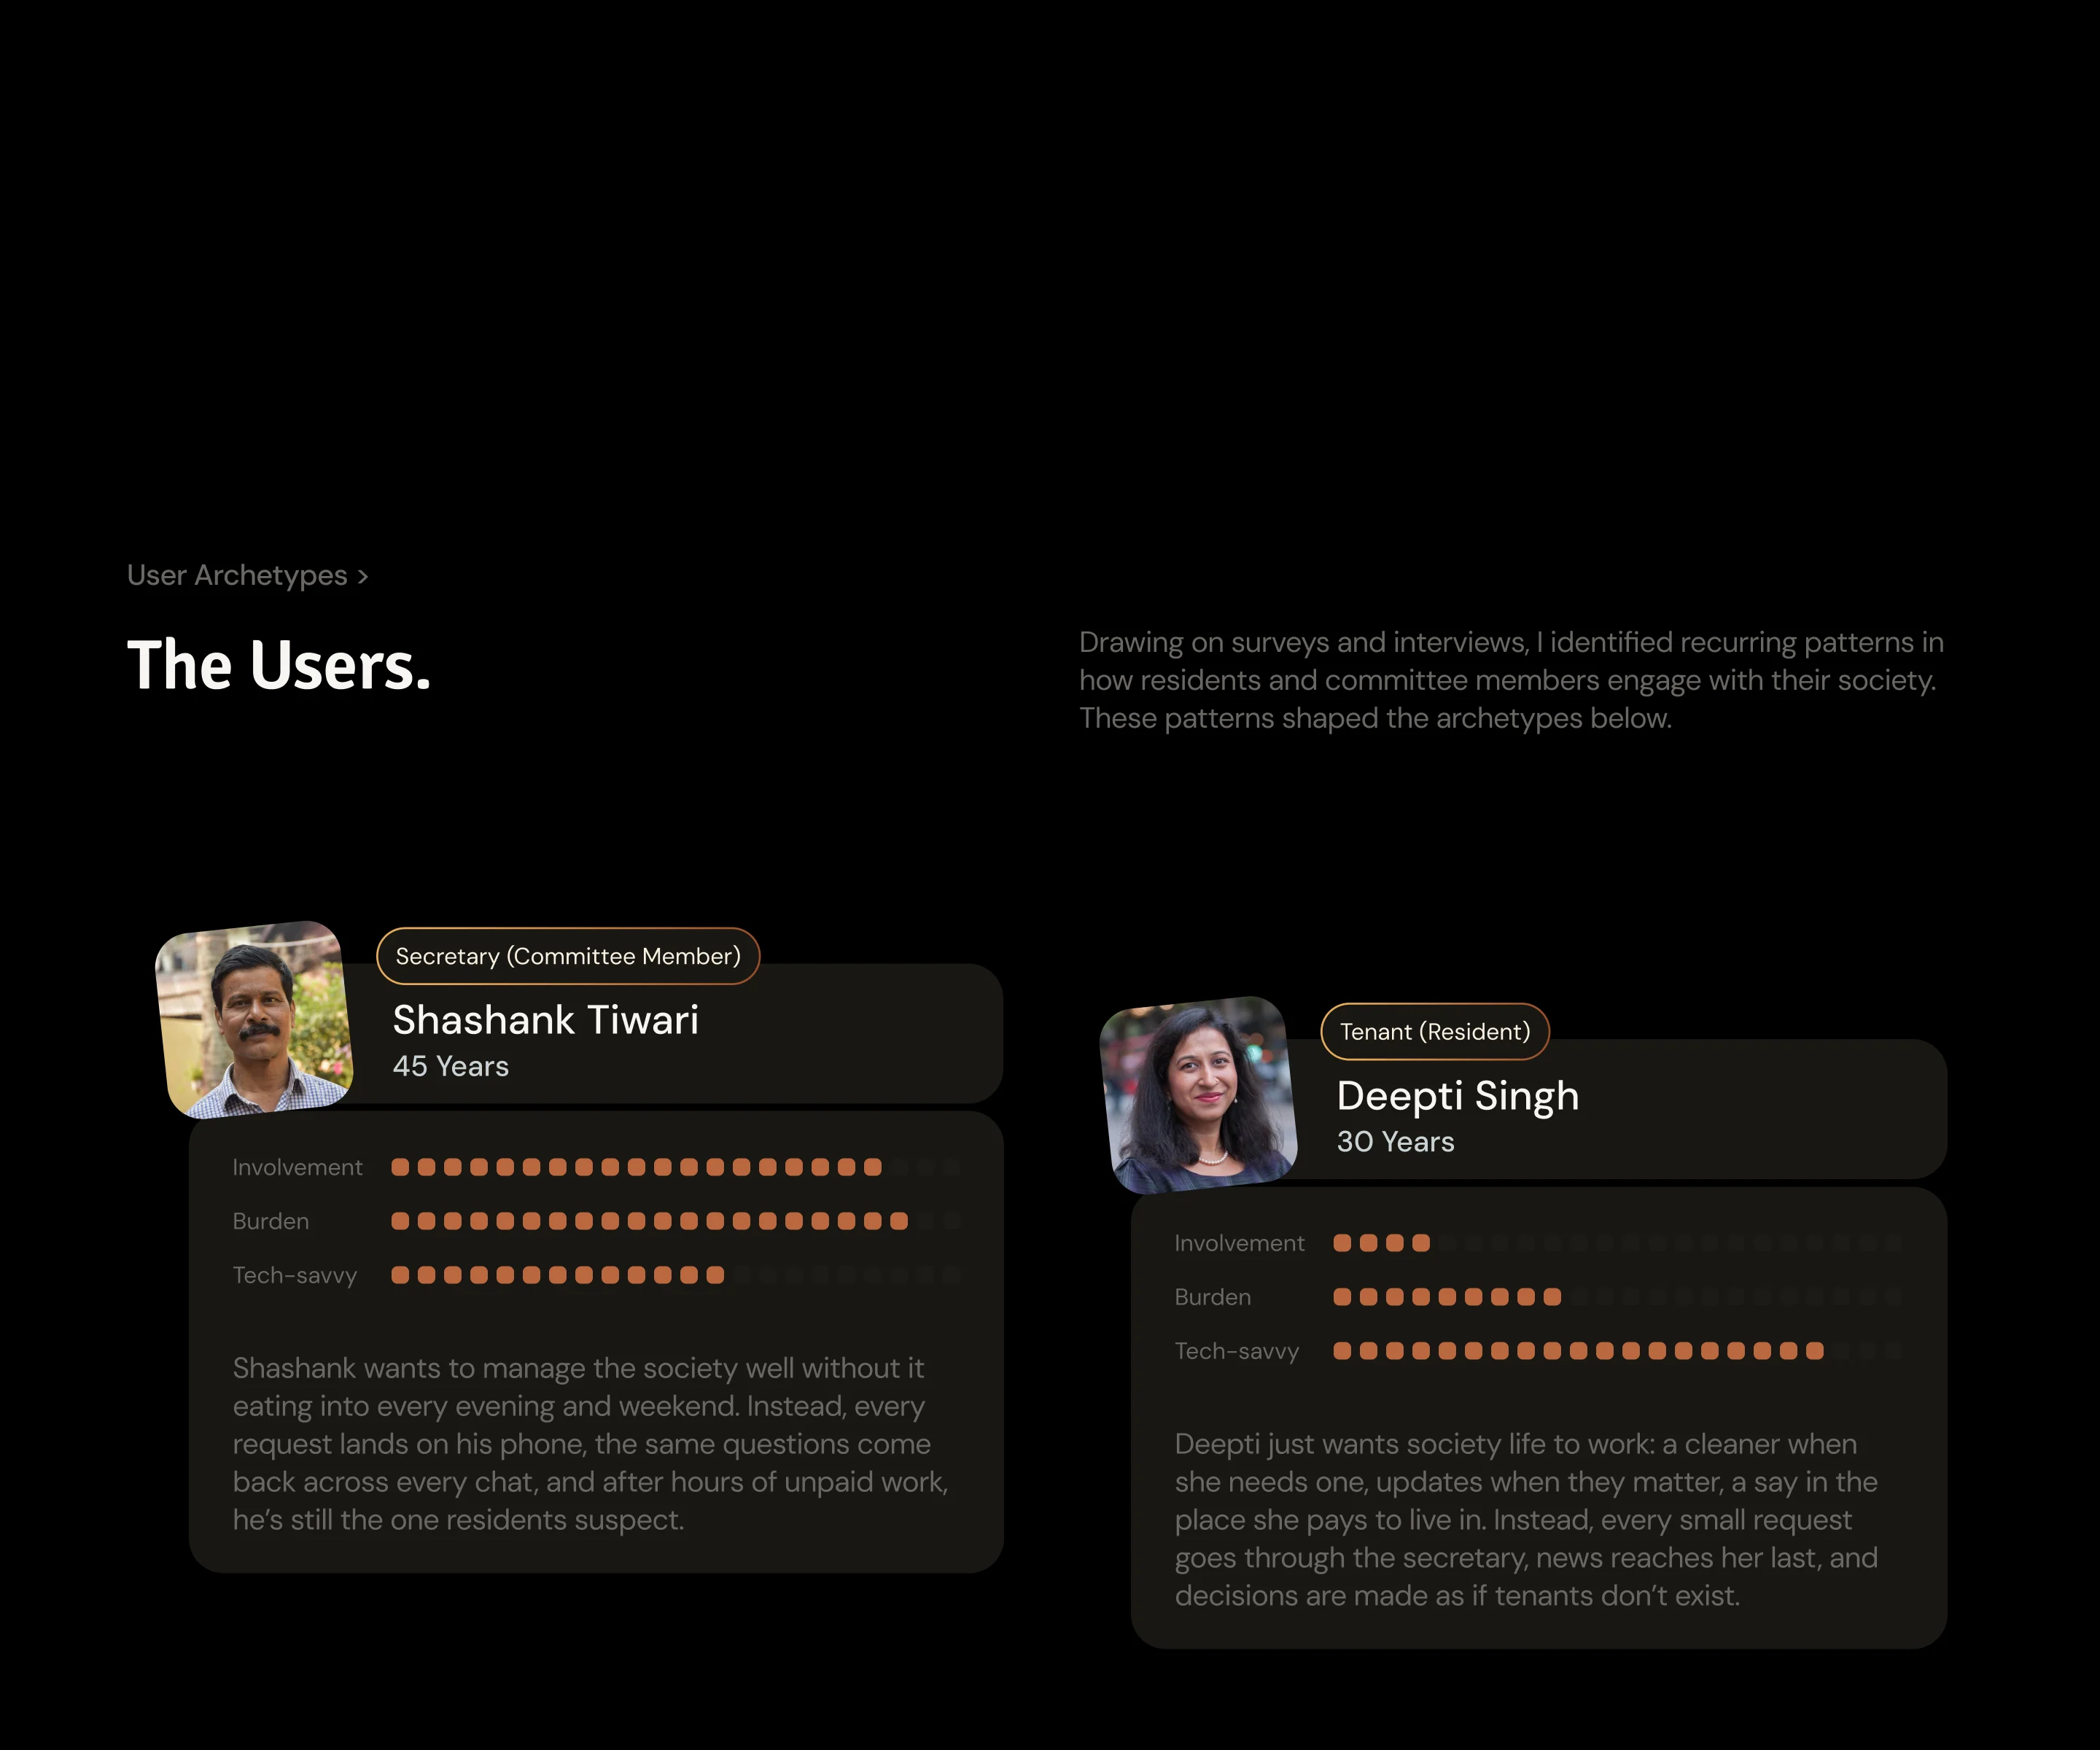 User Archetypes >
The Users.
Drawing on surveys and interviews, I identified recurring patterns in
how residents and committee members engage with their society.
These patterns shaped the archetypes below.
Secretary (Committee Member)
Shashank Tiwari
45 Years
Involvement
Burden
Tech-savvy
Shashank wants to manage the society well without it
eating into every evening and weekend. Instead, every
request lands on his phone, the same questions come
back across every chat, and after hours of unpaid work,
he’s still the one residents suspect.
Tenant (Resident)
Deepti Singh
30 Years
Involvement
Burden
Tech-savvy
Deepti just wants society life to work: a cleaner when
she needs one, updates when they matter, a say in the
place she pays to live in. Instead, every small request
goes through the secretary, news reaches her last, and
decisions are made as if tenants don’t exist.